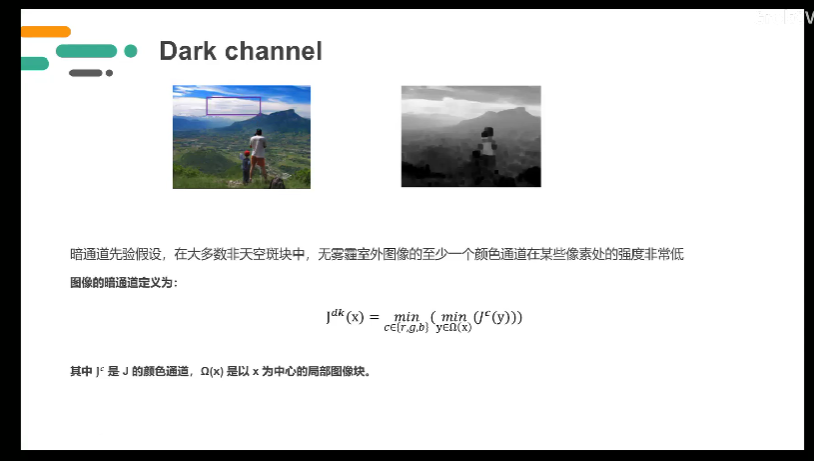 Dark channel
暗通道先验假设，在大多数非天空斑块中，无雾霾室外图像的至少一个颜色通道在某些像素处的强度非常低
图像的暗通道定义为：
J^{dk}(x) = min_{c∈{r,g,b}} ( min_{y∈Ω(x)} (J^c(y)))
其中 J^c 是 J 的颜色通道，Ω(x) 是以 x 为中心的局部图像块。